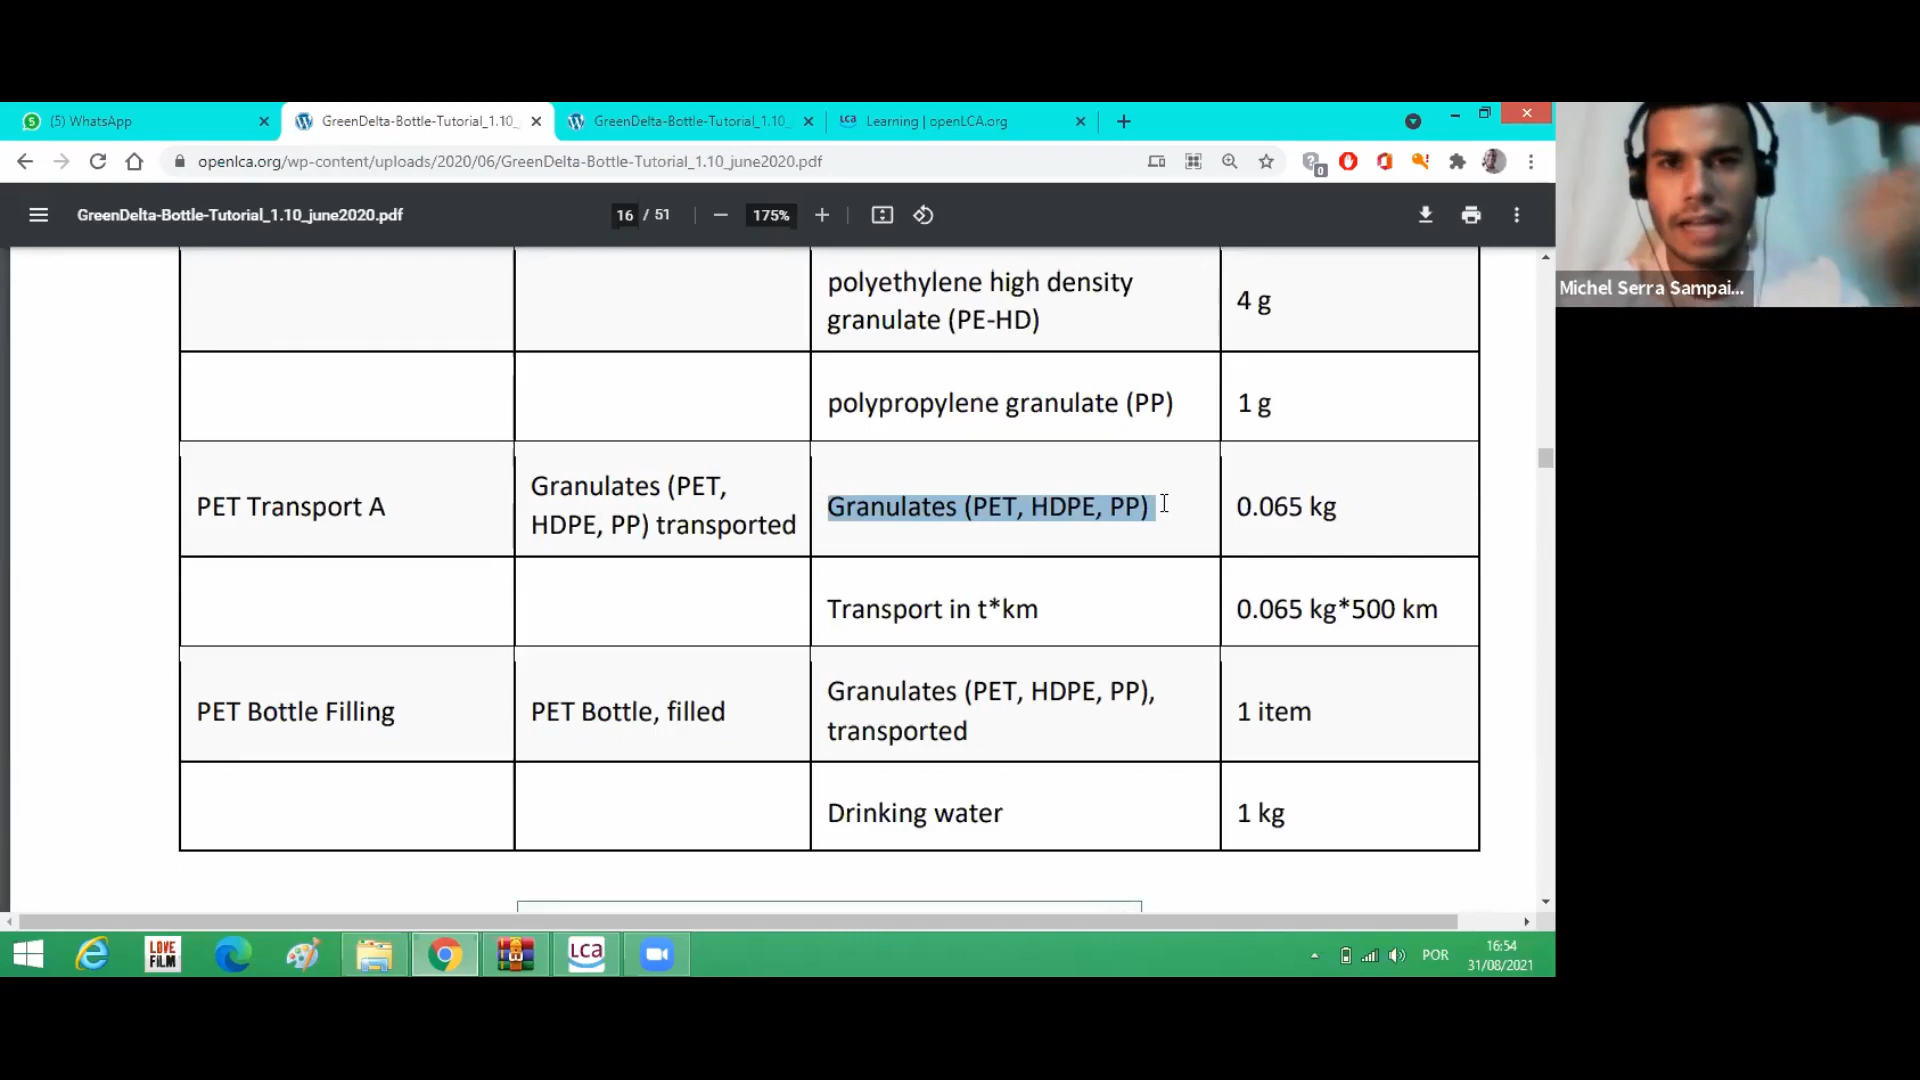 (5) WhatsApp
GreenDelta-Bottle-Tutorial_1.10_
GreenDelta-Bottle-Tutorial_1.10_
LCA Learning | openLCA.org
openlca.org/wp-content/uploads/2020/06/GreenDelta-Bottle-Tutorial_1.10_june2020.pdf
0
GreenDelta-Bottle-Tutorial_1.10_june2020.pdf
16 / 51
175%
Michel Serra Sampai...
polyethylene high density
granulate (PE-HD)
4 g
polypropylene granulate (PP)
1 g
PET Transport A
Granulates (PET,
HDPE, PP) transported
Granulates (PET, HDPE, PP)
0.065 kg
Transport in t*km
0.065 kg*500 km
PET Bottle Filling
PET Bottle, filled
Granulates (PET, HDPE, PP),
transported
1 item
Drinking water
1 kg
LOVE
FILM
LCA
POR
16:54
31/08/2021